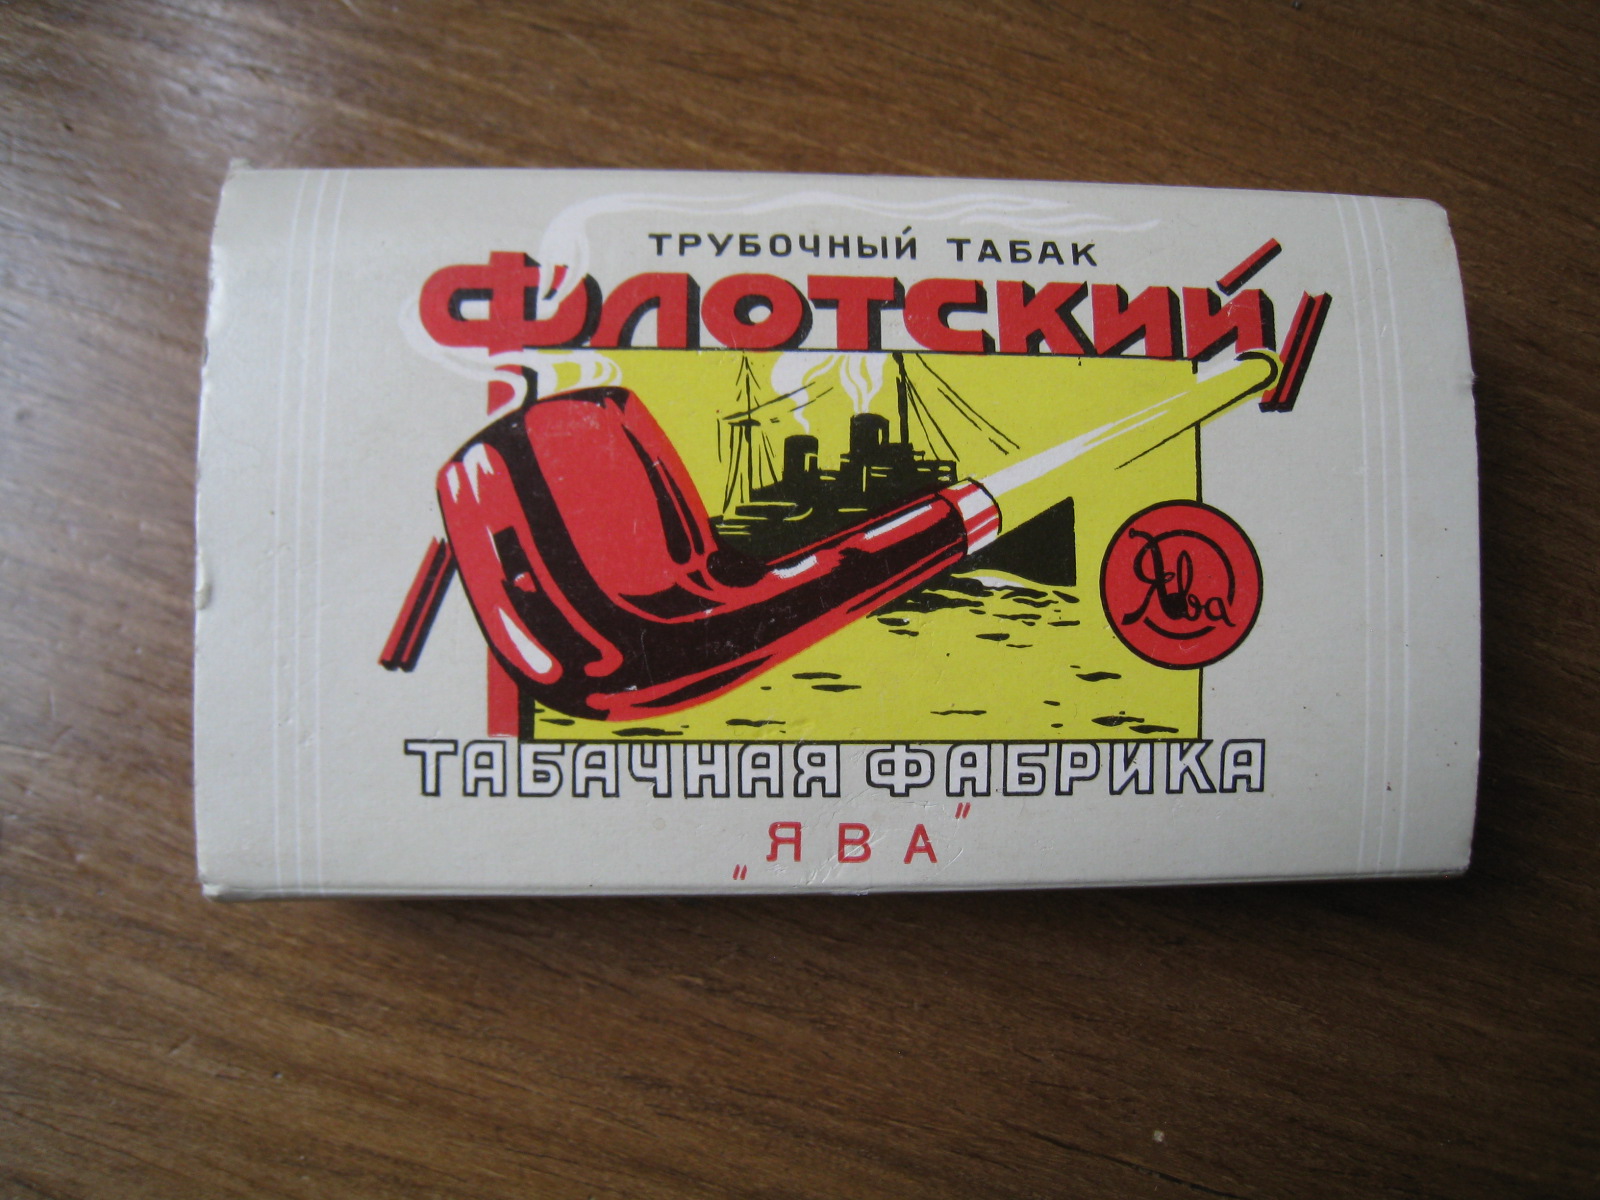 ТРУБОЧНЫЙ ТАБАК
ФЛОТСКИЙ
Ява
ТАБАЧНАЯ ФАБРИКА
„ЯВА"